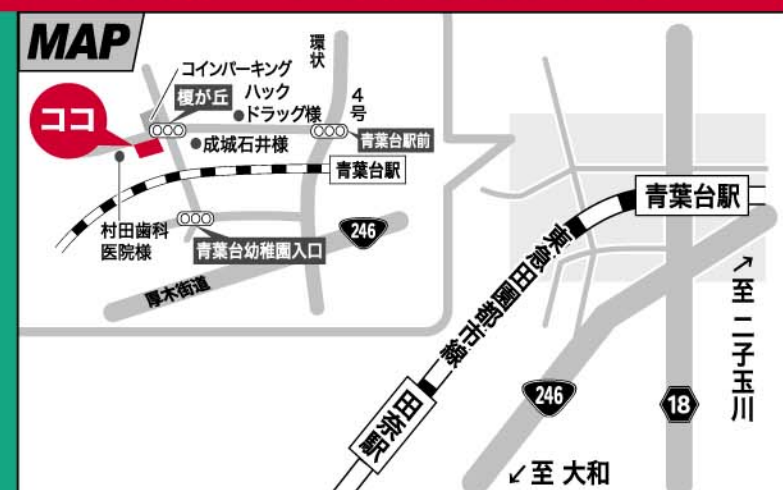 MAP
環状
4号
コインパーキング
榎が丘
ハック
ドラッグ様
ココ
成城石井様
青葉台駅前
青葉台駅
村田歯科
医院様
青葉台幼稚園入口
246
厚木街道
青葉台駅
東急田園都市線
↗至 二子玉川
246
18
田奈駅
↙至 大和